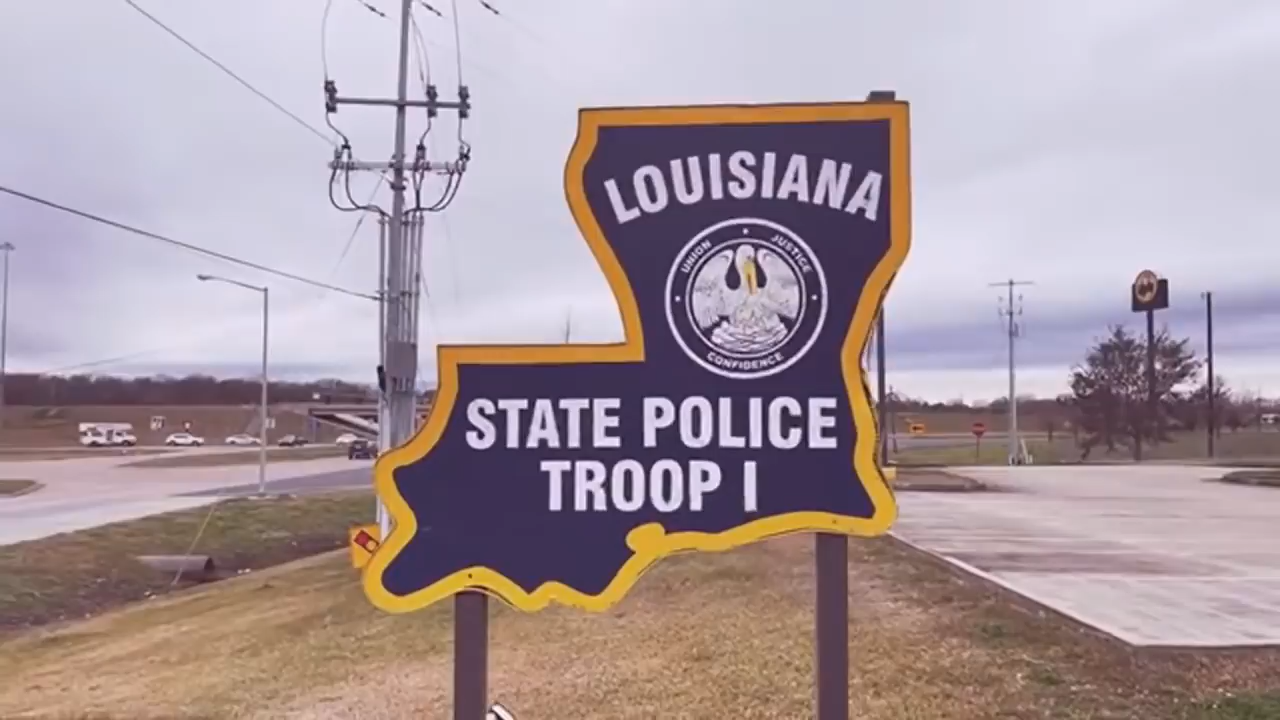 LOUISIANA
UNION JUSTICE
CONFIDENCE
STATE POLICE
TROOP I